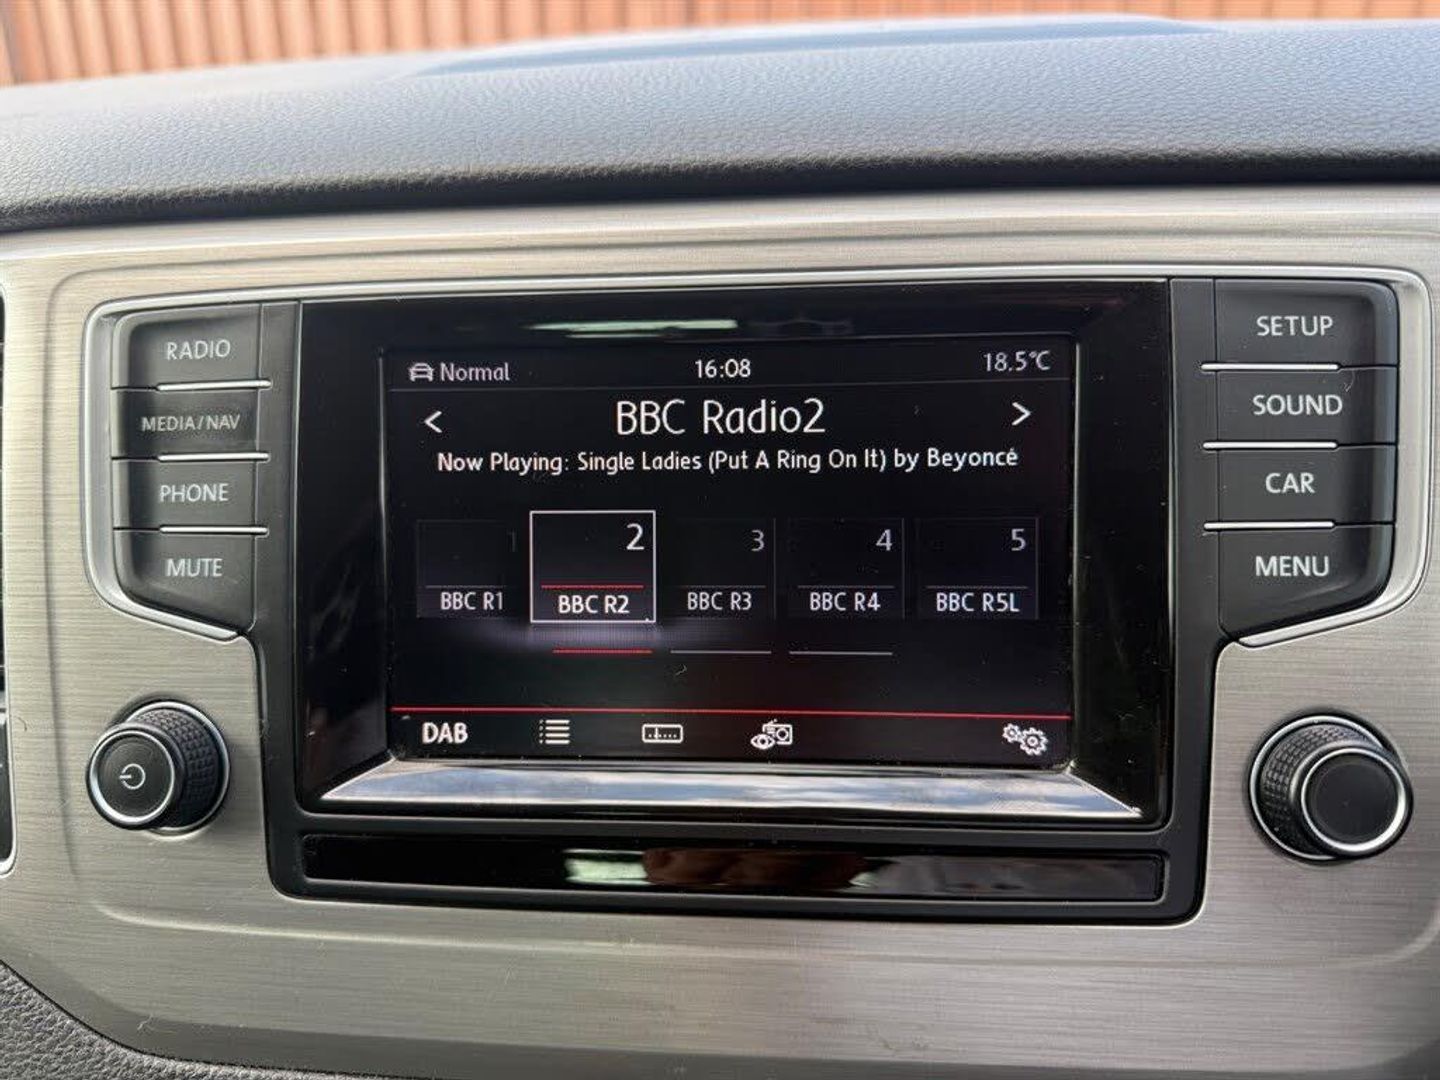 RADIO
MEDIA/NAV
PHONE
MUTE
Normal 16:08 18.5°C
< BBC Radio2 >
Now Playing: Single Ladies (Put A Ring On It) by Beyoncé
1 2 3 4 5
BBC R1 BBC R2 BBC R3 BBC R4 BBC R5L
DAB
SETUP
SOUND
CAR
MENU